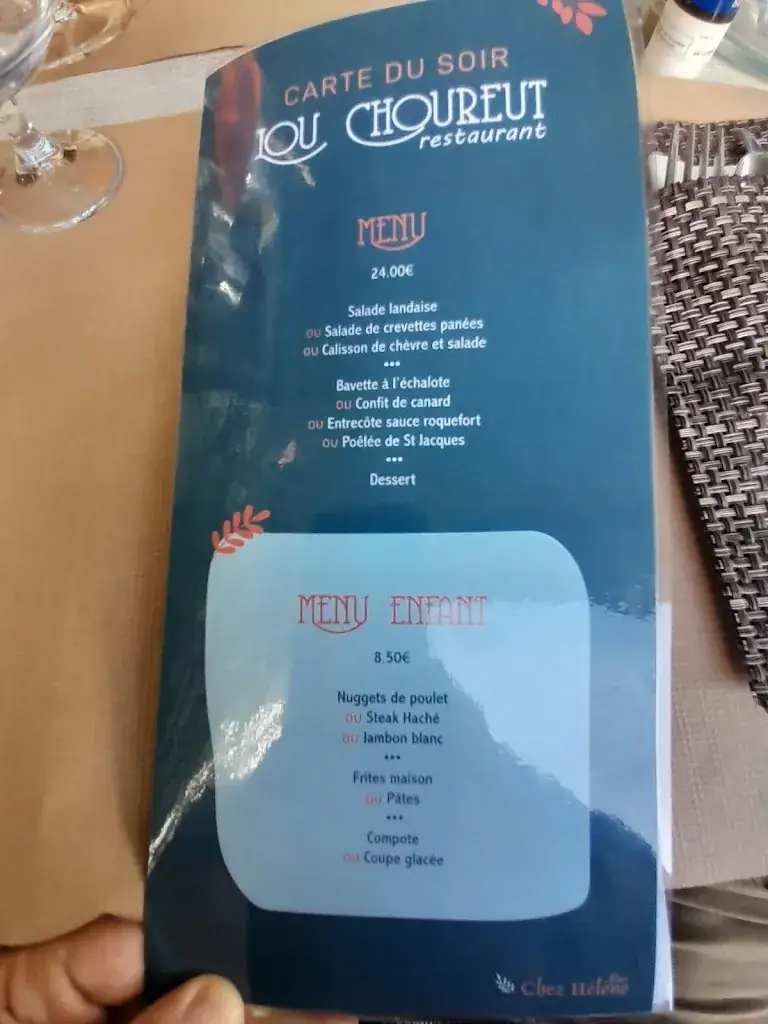 CARTE DU SOIR
LOU CHOUREUT
restaurant
MENU
24.00€
Salade landaise
ou Salade de crevettes panées
ou Calisson de chèvre et salade
•••
Bavette à l'échalote
ou Confit de canard
ou Entrecôte sauce roquefort
ou Poêlée de St Jacques
•••
Dessert
MENU ENFANT
8.50€
Nuggets de poulet
ou Steak Haché
ou Jambon blanc
•••
Frites maison
ou Pâtes
•••
Compote
ou Coupe glacée
Chez Hélène